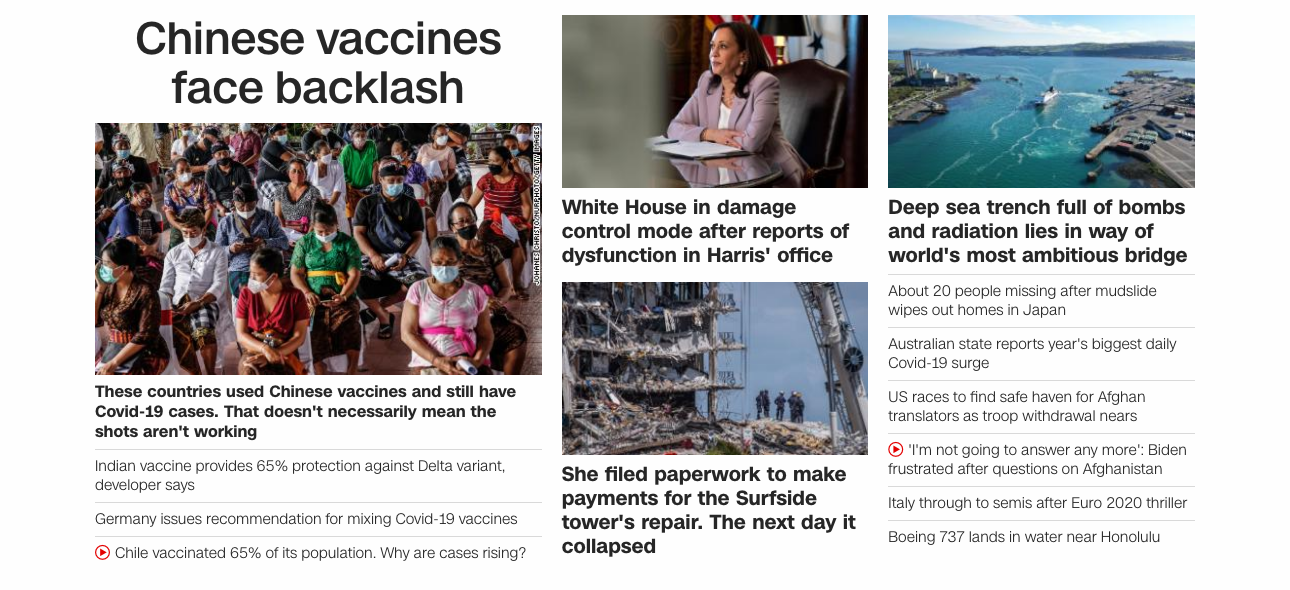 Chinese vaccines
face backlash
JOHANES CHRISTO/NURPHOTO/GETTY IMAGES
These countries used Chinese vaccines and still have
Covid-19 cases. That doesn't necessarily mean the
shots aren't working
Indian vaccine provides 65% protection against Delta variant,
developer says
Germany issues recommendation for mixing Covid-19 vaccines
Chile vaccinated 65% of its population. Why are cases rising?
White House in damage
control mode after reports of
dysfunction in Harris' office
She filed paperwork to make
payments for the Surfside
tower's repair. The next day it
collapsed
Deep sea trench full of bombs
and radiation lies in way of
world's most ambitious bridge
About 20 people missing after mudslide
wipes out homes in Japan
Australian state reports year's biggest daily
Covid-19 surge
US races to find safe haven for Afghan
translators as troop withdrawal nears
'I'm not going to answer any more': Biden
frustrated after questions on Afghanistan
Italy through to semis after Euro 2020 thriller
Boeing 737 lands in water near Honolulu